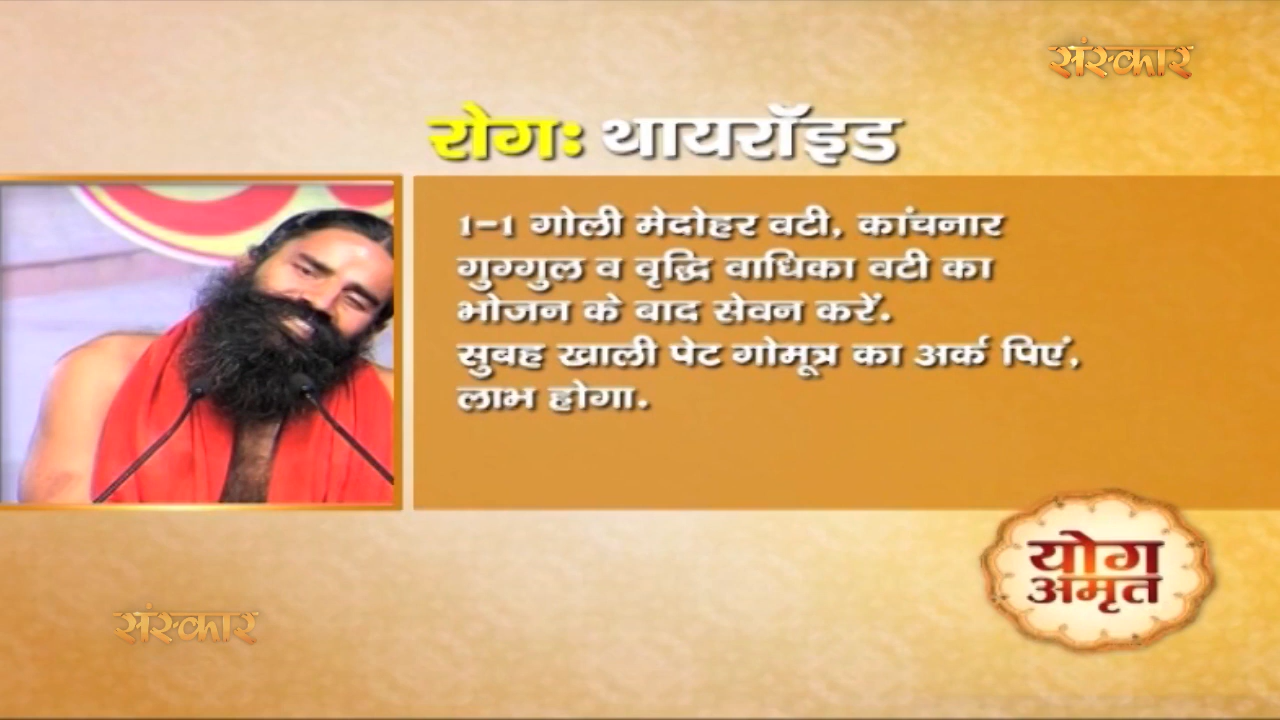 संस्कार
रोगः थायरॉइड
1-1 गोली मेदोहर वटी, कांचनार
गुग्गुल व वृद्धि वाधिका वटी का
भोजन के बाद सेवन करें.
सुबह खाली पेट गोमूत्र का अर्क पिएं,
लाभ होगा.
योग
अमृत
संस्कार